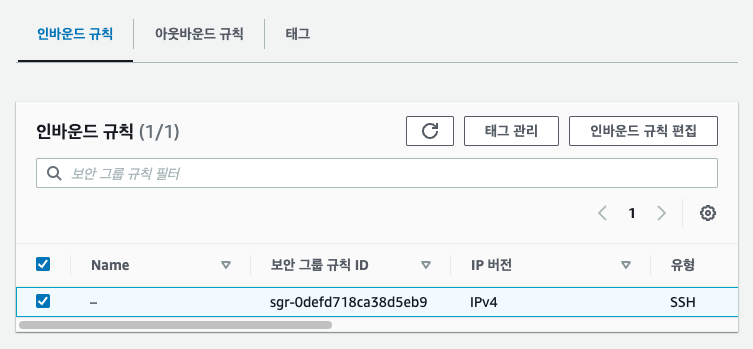 인바운드 규칙 아웃바운드 규칙 태그
인바운드 규칙 (1/1) 태그 관리 인바운드 규칙 편집
보안 그룹 규칙 필터
1
Name 보안 그룹 규칙 ID IP 버전 유형
– sgr-0defd718ca38d5eb9 IPv4 SSH